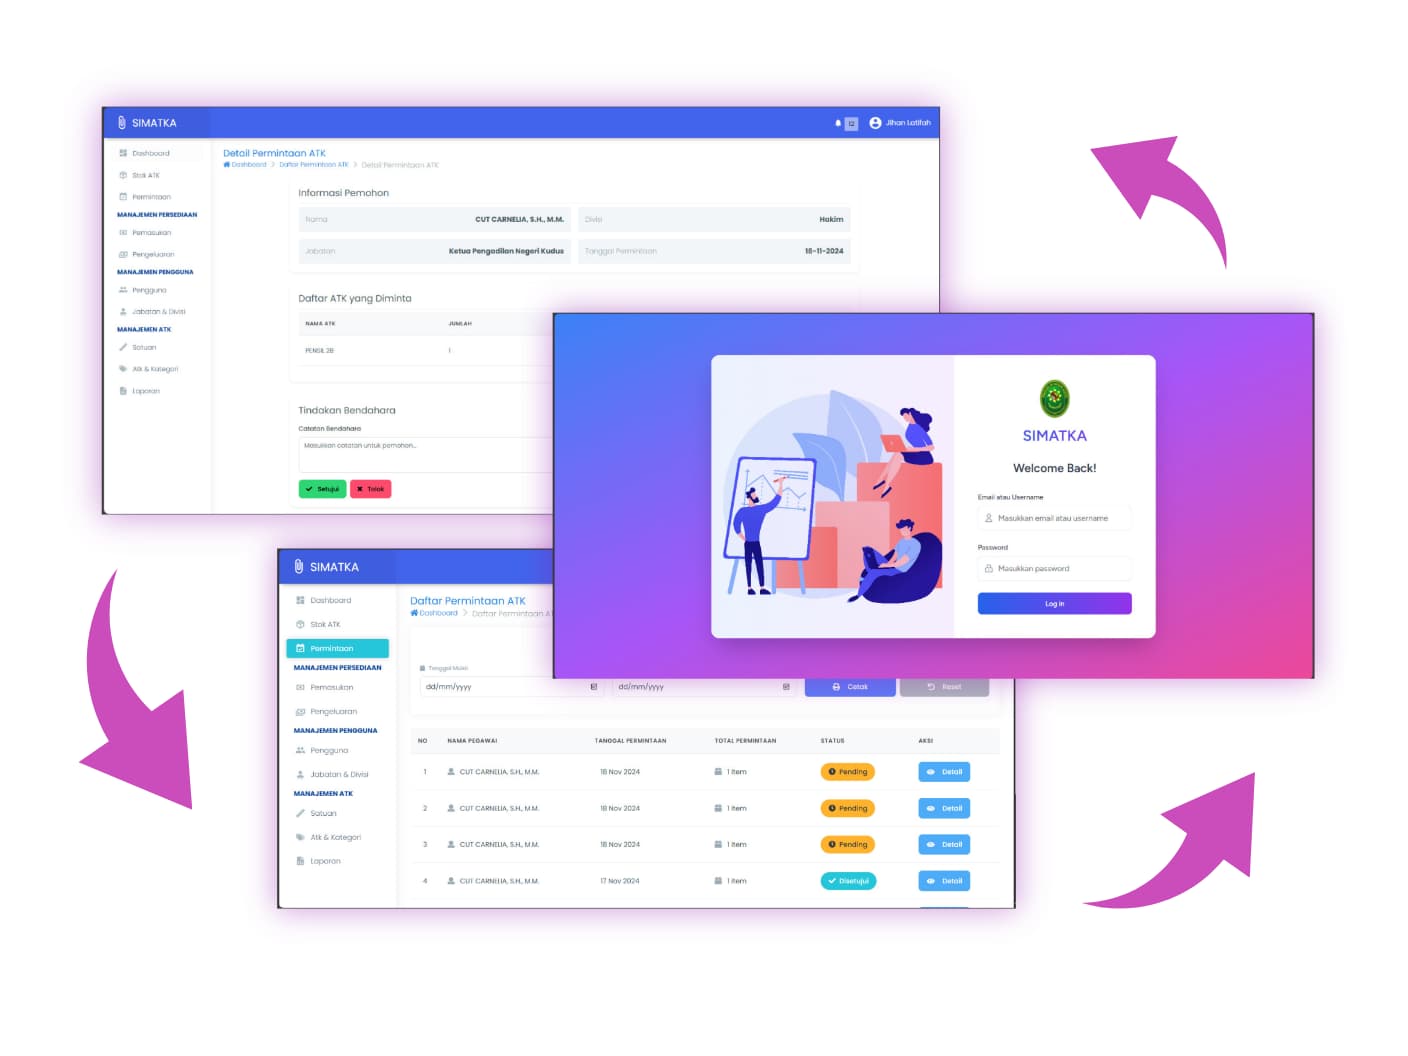 SIMATKA
12
Jihan Latifah
Dashboard
Stok ATK
Permintaan
MANAJEMEN PERSEDIAAN
Pemasukan
Pengeluaran
MANAJEMEN PENGGUNA
Pengguna
Jabatan & Divisi
MANAJEMEN ATK
Satuan
Atk & Kategori
Laporan
Detail Permintaan ATK
Dashboard > Daftar Permintaan ATK > Detail Permintaan ATK
Informasi Pemohon
Nama CUT CARNELIA, S.H., M.M. Divisi Hakim
Jabatan Ketua Pengadilan Negeri Kudus Tanggal Permintaan 18-11-2024
Daftar ATK yang Diminta
NAMA ATK JUMLAH
PENSIL 2B 1
Tindakan Bendahara
Catatan Bendahara
Masukkan catatan untuk pemohon...
Setujui Tolak
SIMATKA
Welcome Back!
Email atau Username
Masukkan email atau username
Password
Masukkan password
Log in
SIMATKA
Dashboard
Stok ATK
Permintaan
MANAJEMEN PERSEDIAAN
Pemasukan
Pengeluaran
MANAJEMEN PENGGUNA
Pengguna
Jabatan & Divisi
MANAJEMEN ATK
Satuan
Atk & Kategori
Laporan
Daftar Permintaan ATK
Dashboard > Daftar Permintaan AT
Tanggal Mulai
dd/mm/yyyy dd/mm/yyyy Cetak Reset
NO NAMA PEGAWAI TANGGAL PERMINTAAN TOTAL PERMINTAAN STATUS AKSI
1 CUT CARNELIA, S.H., M.M. 18 Nov 2024 1 Item Pending Detail
2 CUT CARNELIA, S.H., M.M. 18 Nov 2024 1 Item Pending Detail
3 CUT CARNELIA, S.H., M.M. 18 Nov 2024 1 Item Pending Detail
4 CUT CARNELIA, S.H., M.M. 17 Nov 2024 1 Item Disetujui Detail